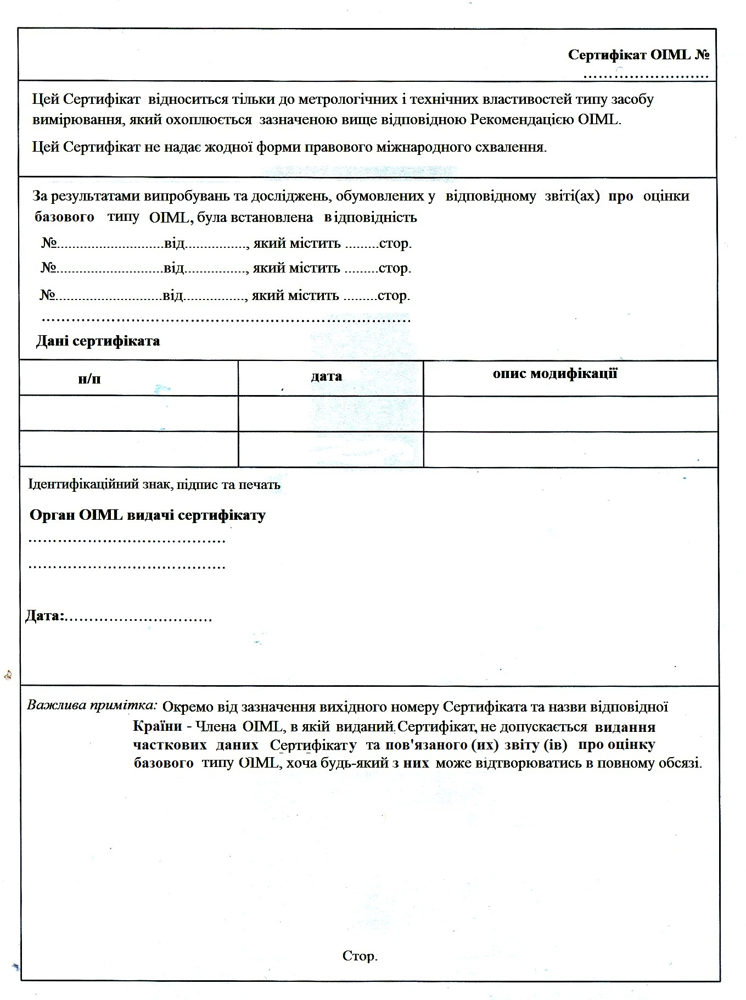 Сертифікат OIML №
.........................
Цей Сертифікат відноситься тільки до метрологічних і технічних властивостей типу засобу
вимірювання, який охоплюється зазначеною вище відповідною Рекомендацією OIML.
Цей Сертифікат не надає жодної форми правового міжнародного схвалення.
За результатами випробувань та досліджень, обумовлених у відповідному звіті(ах) про оцінки
базового типу OIML, була встановлена відповідність
№............................від................, який містить .........стор.
№............................від................, який містить .........стор.
№............................від................, який містить .........стор.
........................................................................
Дані сертифіката
н/п дата опис модифікації
Ідентифікаційний знак, підпис та печать
Орган OIML видачі сертифікату
........................................
........................................
Дата:..............................
Важлива примітка: Окремо від зазначення вихідного номеру Сертифіката та назви відповідної
Країни - Члена OIML, в якій виданий Сертифікат, не допускається видання
часткових даних Сертифікату та пов'язаного (их) звіту (ів) про оцінку
базового типу OIML, хоча будь-який з них може відтворюватись в повному обсязі.
Стор.